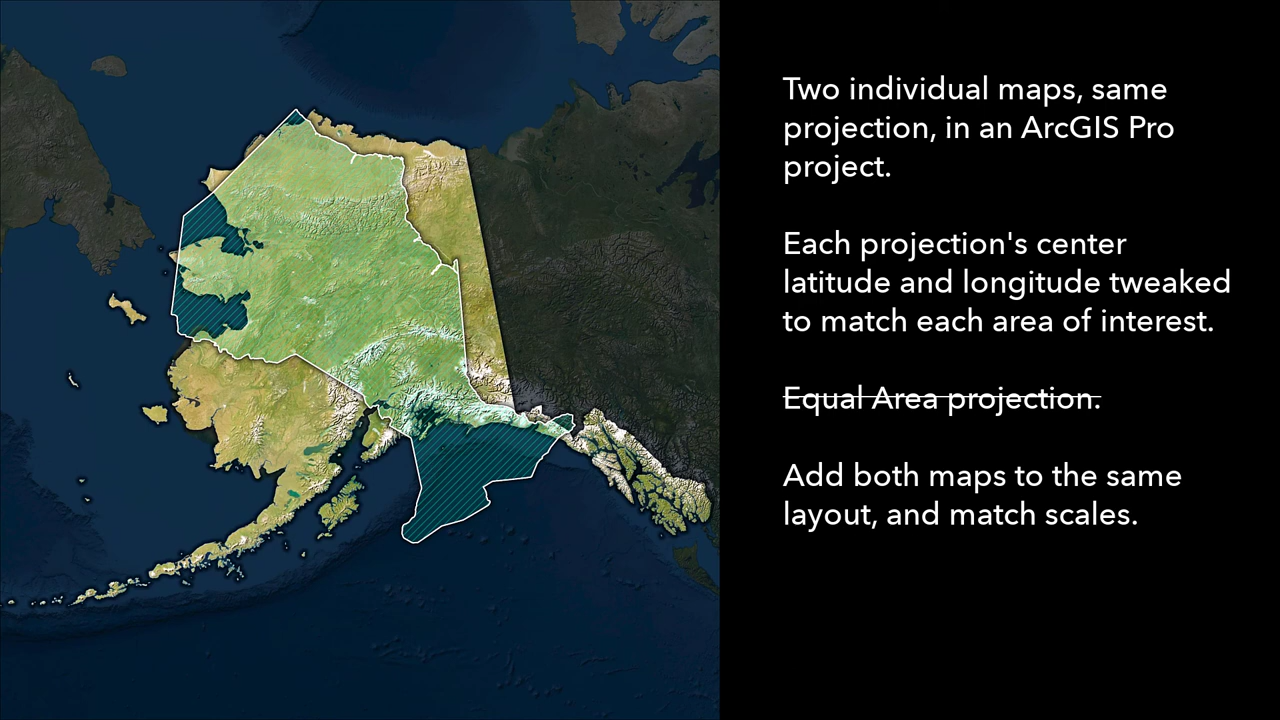 Two individual maps, same
projection, in an ArcGIS Pro
project.
Each projection's center
latitude and longitude tweaked
to match each area of interest.
Equal Area projection.
Add both maps to the same
layout, and match scales.